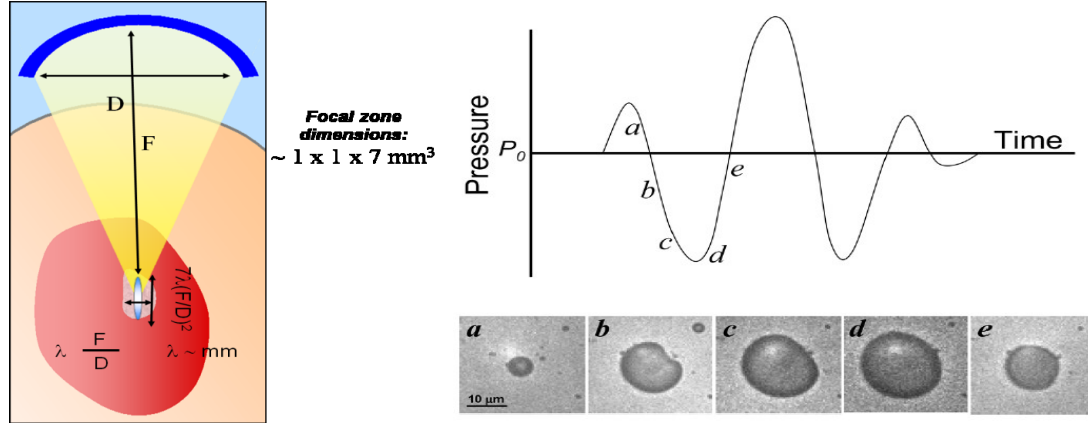 D
F
7λ(F/D)²
λ F/D
λ ~ mm
Focal zone
dimensions:
~ 1 x 1 x 7 mm³
Pressure
P₀
Time
a
b
c
d
e
a
b
c
d
e
10 μm